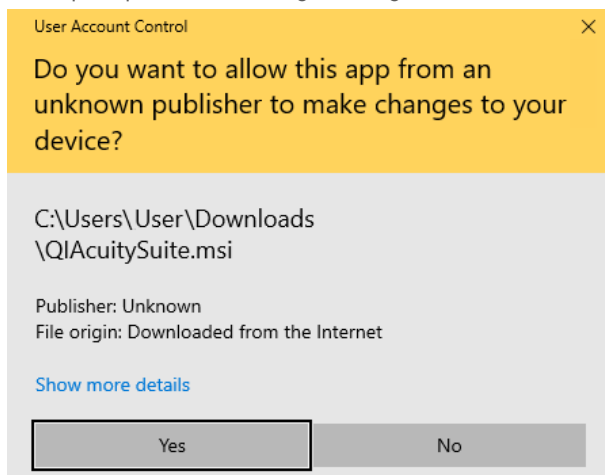 User Account Control
Do you want to allow this app from an
unknown publisher to make changes to your
device?
C:\Users\User\Downloads
\QIAcuitySuite.msi
Publisher: Unknown
File origin: Downloaded from the Internet
Show more details
Yes
No